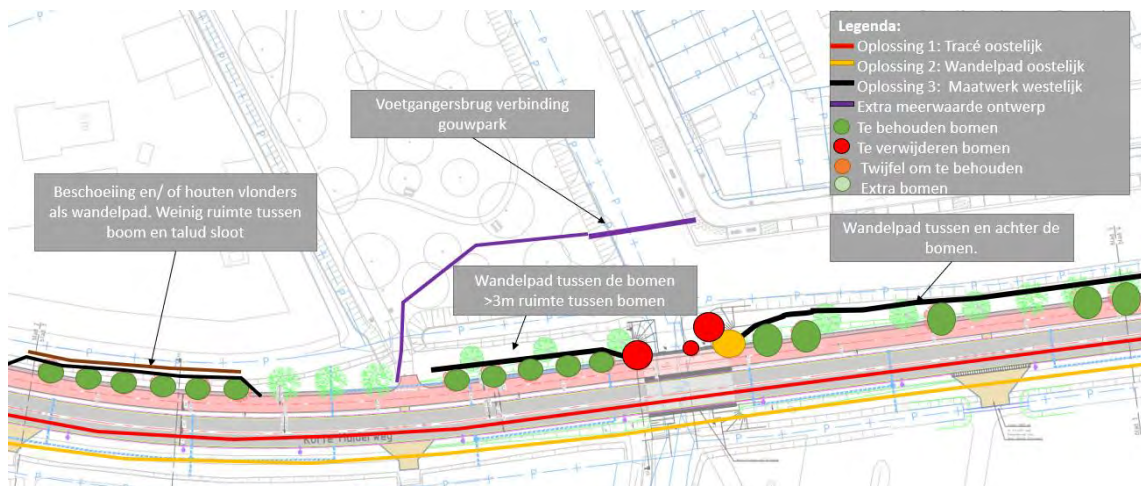 Legenda:
Oplossing 1: Tracé oostelijk
Oplossing 2: Wandelpad oostelijk
Oplossing 3: Maatwerk westelijk
Extra meerwaarde ontwerp
Te behouden bomen
Te verwijderen bomen
Twijfel om te behouden
Extra bomen
Voetgangersbrug verbinding
gouwpark
Beschoeiing en/ of houten vlonders
als wandelpad. Weinig ruimte tussen
boom en talud sloot
Wandelpad tussen de bomen
>3m ruimte tussen bomen
Wandelpad tussen en achter de
bomen.